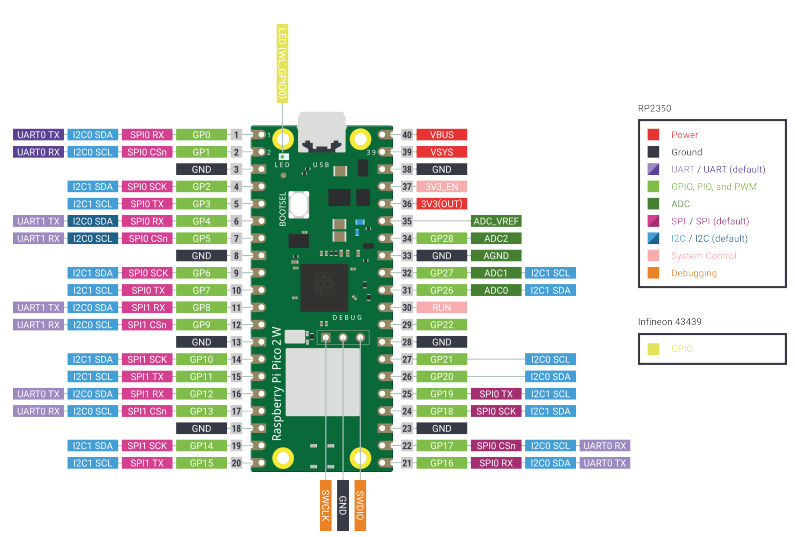 LED (WL_GPIO0)
UART0 TX I2C0 SDA SPI0 RX GP0 1
UART0 RX I2C0 SCL SPI0 CSn GP1 2
GND 3
I2C1 SDA SPI0 SCK GP2 4
I2C1 SCL SPI0 TX GP3 5
UART1 TX I2C0 SDA SPI0 RX GP4 6
UART1 RX I2C0 SCL SPI0 CSn GP5 7
GND 8
I2C1 SDA SPI0 SCK GP6 9
I2C1 SCL SPI0 TX GP7 10
UART1 TX I2C0 SDA SPI1 RX GP8 11
UART1 RX I2C0 SCL SPI1 CSn GP9 12
GND 13
I2C1 SDA SPI1 SCK GP10 14
I2C1 SCL SPI1 TX GP11 15
UART0 TX I2C0 SDA SPI1 RX GP12 16
UART0 RX I2C0 SCL SPI1 CSn GP13 17
GND 18
I2C1 SDA SPI1 SCK GP14 19
I2C1 SCL SPI1 TX GP15 20
1
2
39
LED
USB
BOOTSEL
DEBUG
Raspberry Pi Pico 2 W
SWCLK
GND
SWDIO
40 VBUS
39 VSYS
38 GND
37 3V3_EN
36 3V3(OUT)
35 ADC_VREF
34 GP28 ADC2
33 GND AGND
32 GP27 ADC1 I2C1 SCL
31 GP26 ADC0 I2C1 SDA
30 RUN
29 GP22
28 GND
27 GP21 I2C0 SCL
26 GP20 I2C0 SDA
25 GP19 SPI0 TX I2C1 SCL
24 GP18 SPI0 SCK I2C1 SDA
23 GND
22 GP17 SPI0 CSn I2C0 SCL UART0 RX
21 GP16 SPI0 RX I2C0 SDA UART0 TX
RP2350
Power
Ground
UART / UART (default)
GPIO, PIO, and PWM
ADC
SPI / SPI (default)
I2C / I2C (default)
System Control
Debugging
Infineon 43439
GPIO